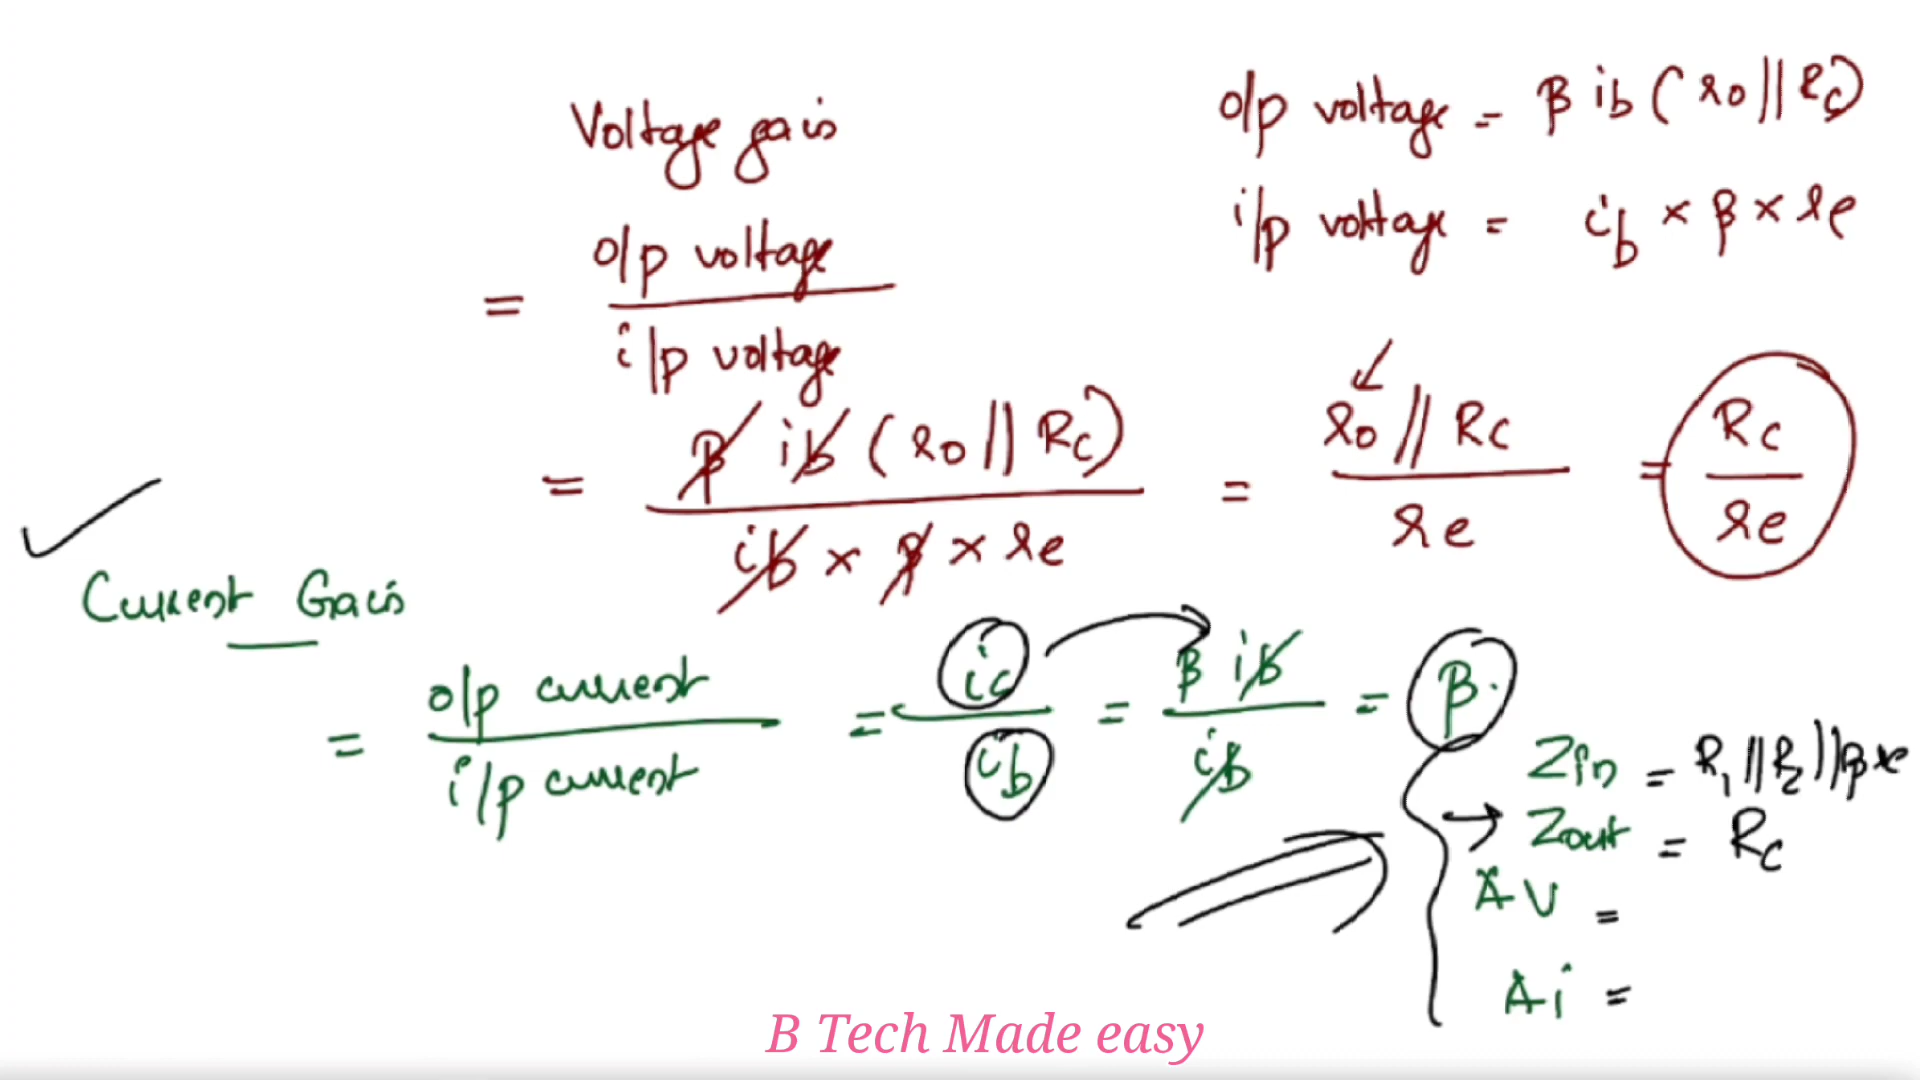 Voltage gain
o/p voltage = β ib ( ro || Rc )
i/p voltage = ib × β × re
= o/p voltage / i/p voltage
= β ib ( ro || Rc ) / ib × β × re = ro || Rc / re = Rc / re
Current Gain
= o/p current / i/p current = ic / ib = β ib / ib = β.
Zin = R1 || R2 || β re
→ Zout = Rc
AV =
Ai =
B Tech Made easy